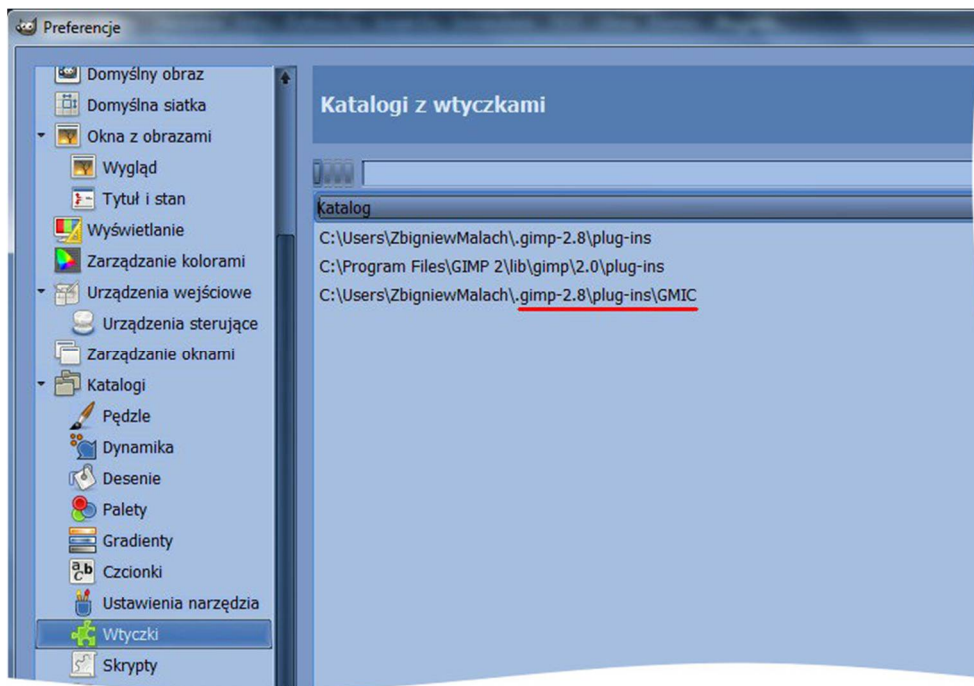 Preferencje
Domyślny obraz
Domyślna siatka
Okna z obrazami
Wygląd
Tytuł i stan
Wyświetlanie
Zarządzanie kolorami
Urządzenia wejściowe
Urządzenia sterujące
Zarządzanie oknami
Katalogi
Pędzle
Dynamika
Desenie
Palety
Gradienty
Czcionki
Ustawienia narzędzia
Wtyczki
Skrypty
Katalogi z wtyczkami
Katalog
C:\Users\ZbigniewMalach\.gimp-2.8\plug-ins
C:\Program Files\GIMP 2\lib\gimp\2.0\plug-ins
C:\Users\ZbigniewMalach\.gimp-2.8\plug-ins\GMIC